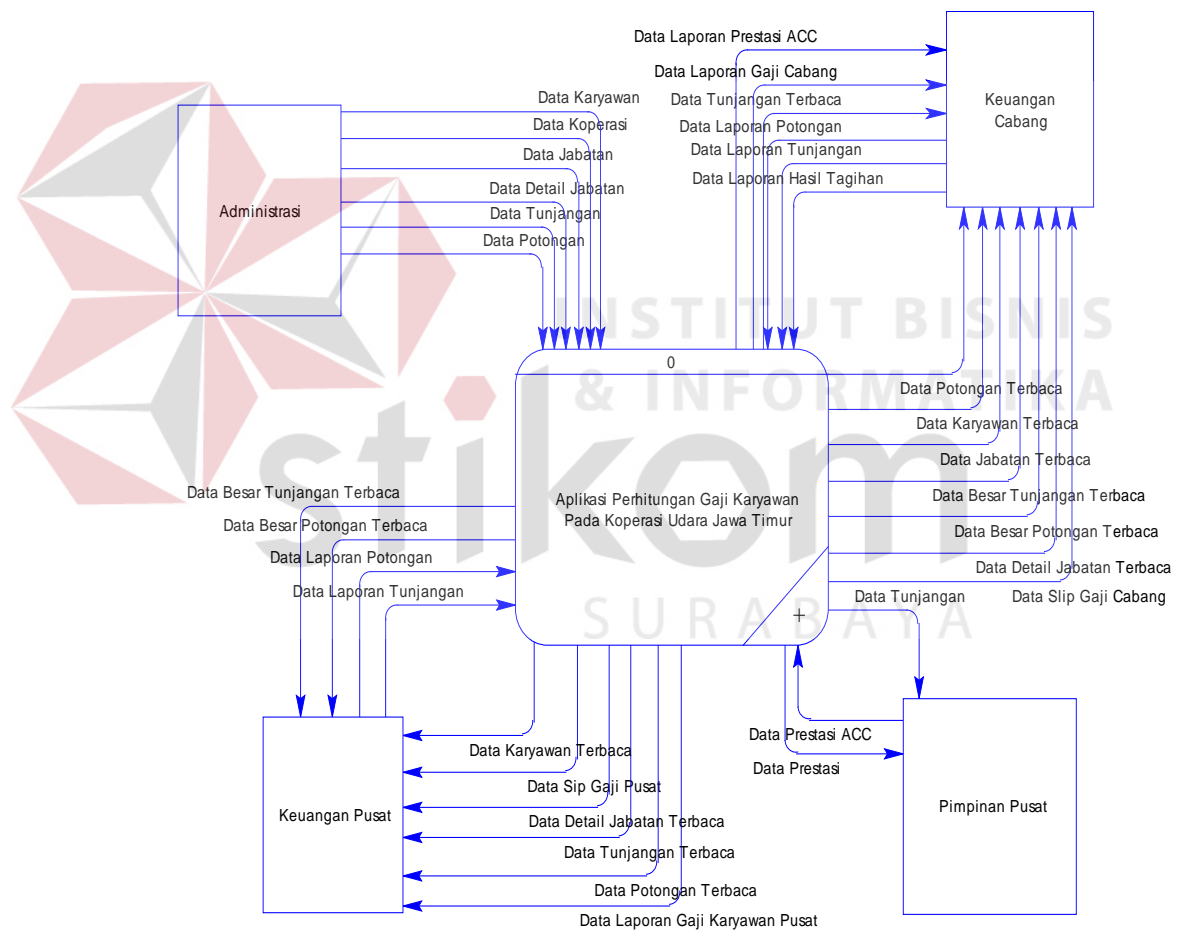 Data Laporan Prestasi ACC
Data Laporan Gaji Cabang
Data Tunjangan Terbaca
Data Laporan Potongan
Data Laporan Tunjangan
Data Laporan Hasil Tagihan
Keuangan
Cabang
Data Karyawan
Data Koperasi
Data Jabatan
Data Detail Jabatan
Data Tunjangan
Data Potongan
Administrasi
INSTITUT BISNIS
& INFORMATIKA
stikom
SURABAYA
0
Aplikasi Perhitungan Gaji Karyawan
Pada Koperasi Udara Jawa Timur
+
Data Potongan Terbaca
Data Karyawan Terbaca
Data Jabatan Terbaca
Data Besar Tunjangan Terbaca
Data Besar Potongan Terbaca
Data Detail Jabatan Terbaca
Data Slip Gaji Cabang
Data Besar Tunjangan Terbaca
Data Besar Potongan Terbaca
Data Laporan Potongan
Data Laporan Tunjangan
Data Tunjangan
Data Prestasi ACC
Data Prestasi
Pimpinan Pusat
Keuangan Pusat
Data Karyawan Terbaca
Data Sip Gaji Pusat
Data Detail Jabatan Terbaca
Data Tunjangan Terbaca
Data Potongan Terbaca
Data Laporan Gaji Karyawan Pusat